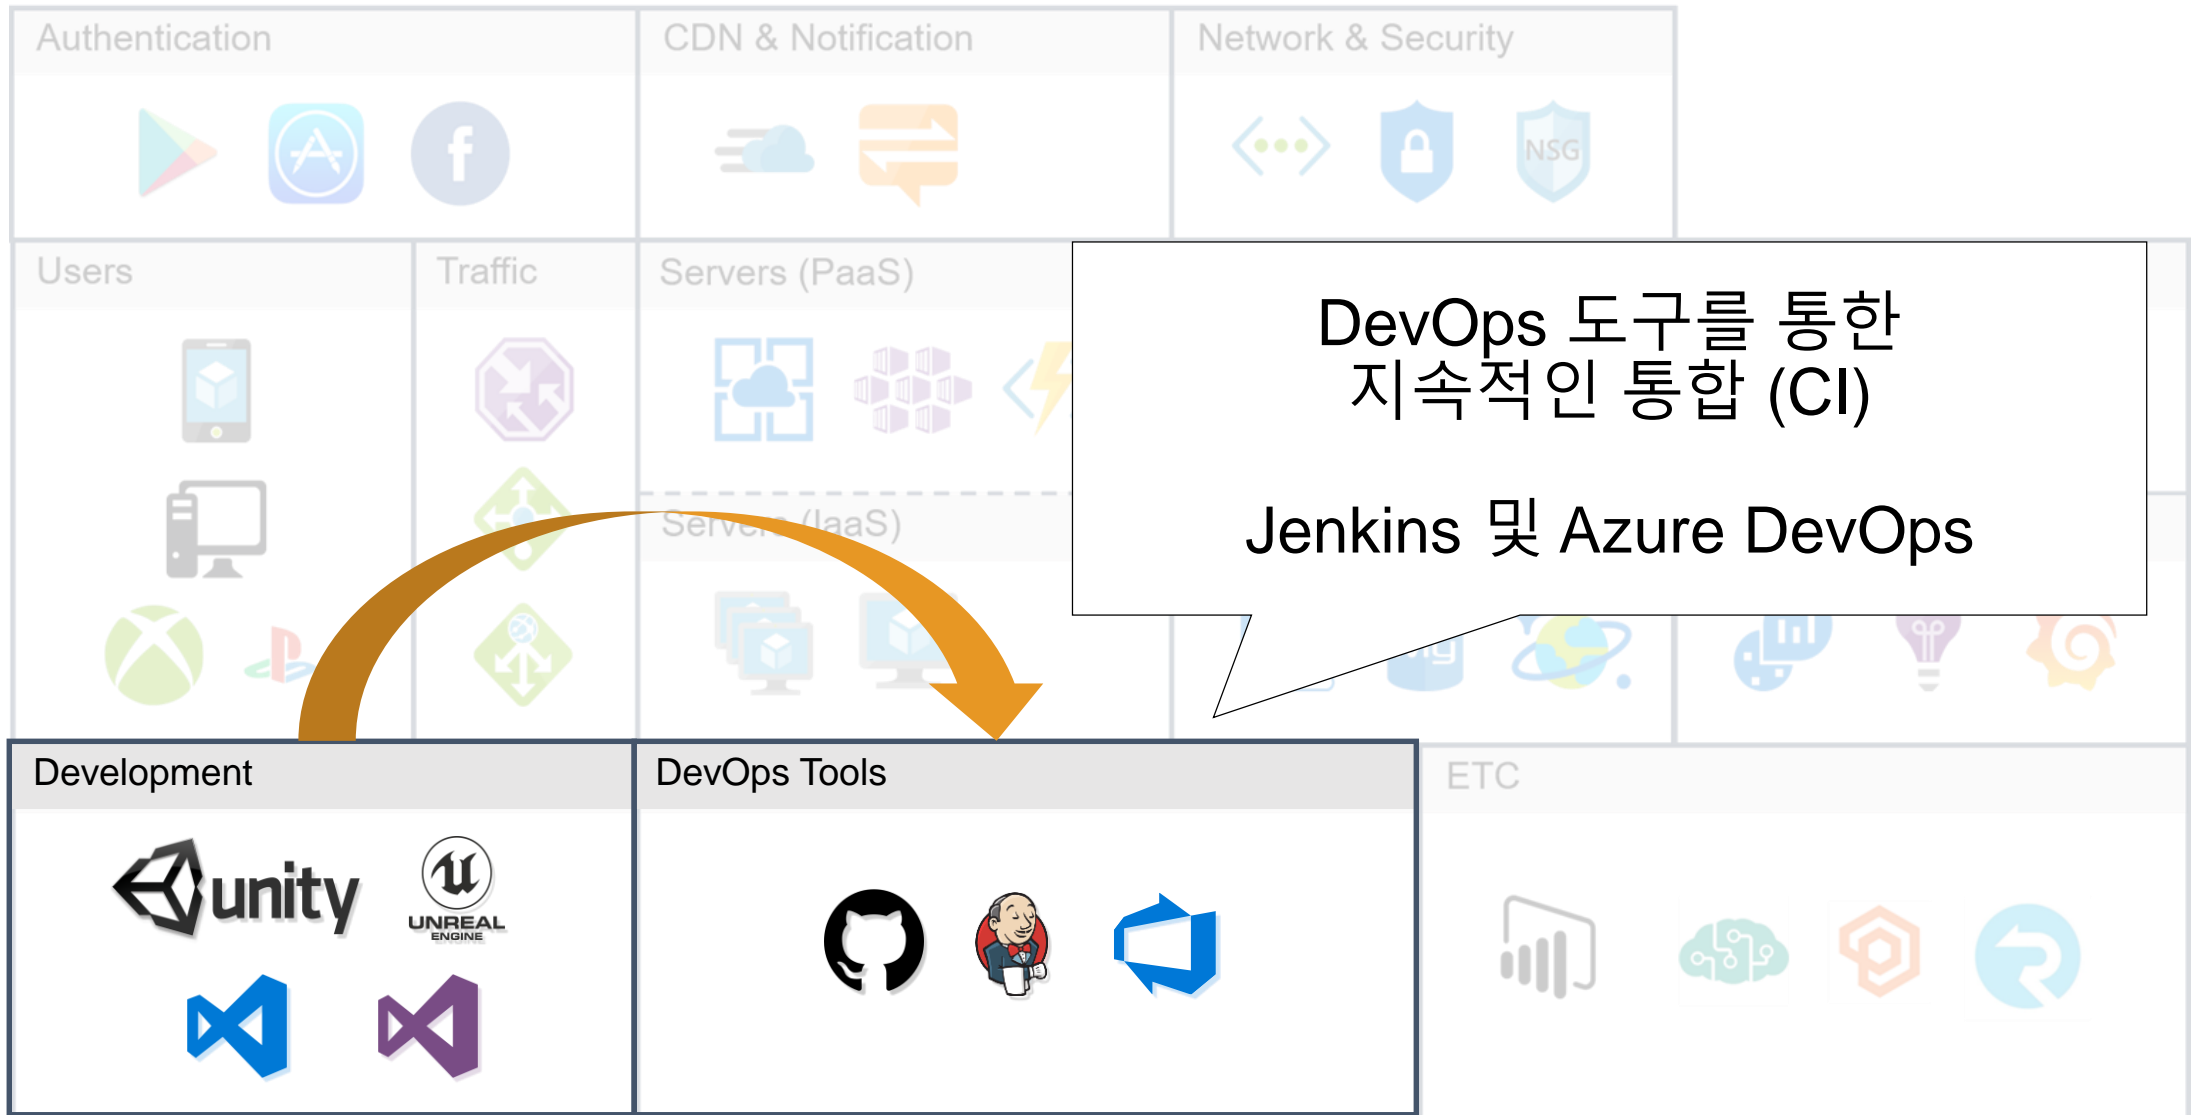 Authentication
CDN & Notification
Network & Security
NSG
Users
Traffic
Servers (PaaS)
DevOps 도구를 통한
지속적인 통합 (CI)
Jenkins 및 Azure DevOps
Servers (IaaS)
Development
DevOps Tools
ETC
unity
UNREAL
ENGINE